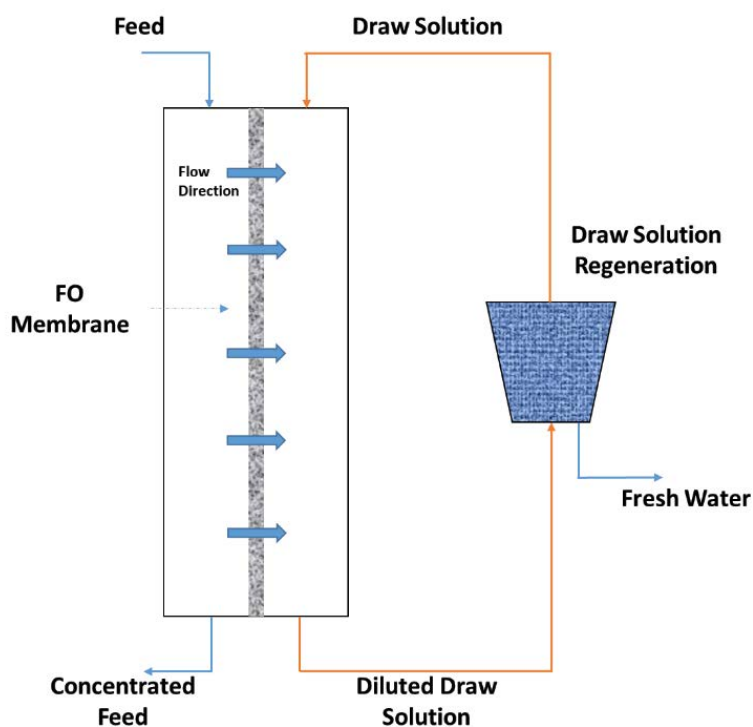 Feed
Draw Solution
Flow
Direction
Draw Solution
Regeneration
FO
Membrane
Fresh Water
Concentrated
Feed
Diluted Draw
Solution